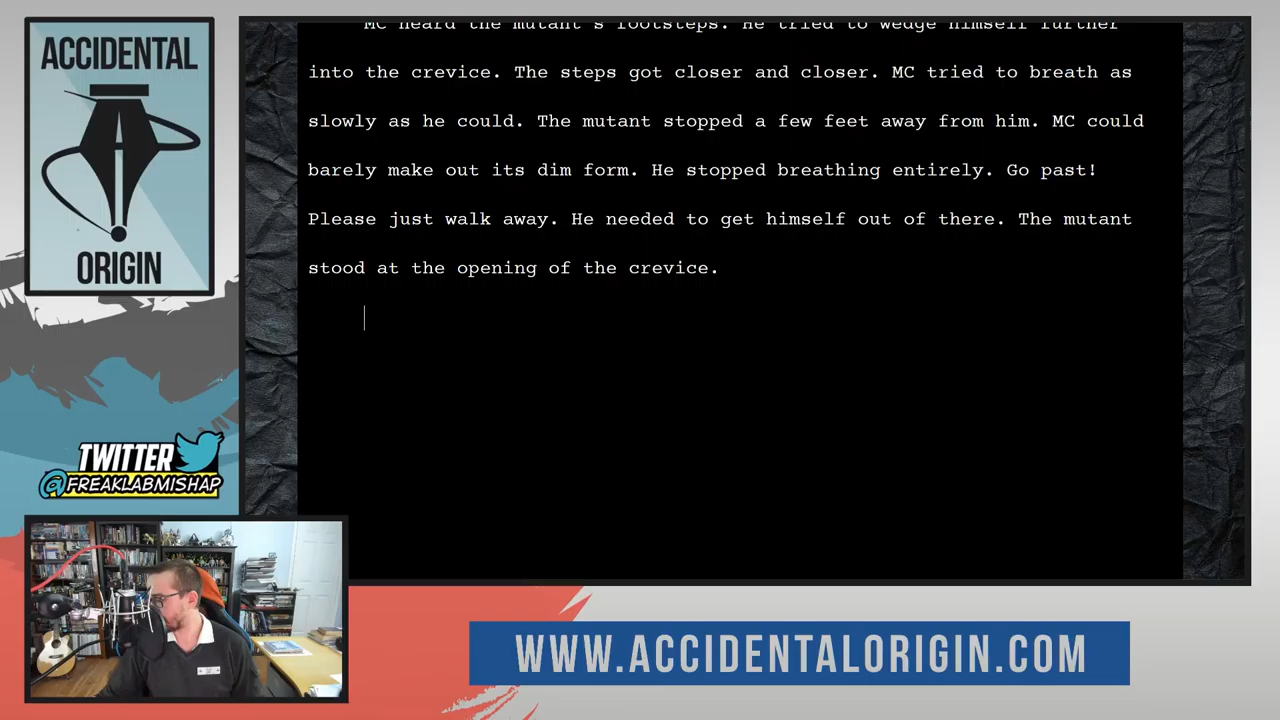 ACCIDENTAL
ORIGIN
MC heard the mutant's footsteps. He tried to wedge himself further
into the crevice. The steps got closer and closer. MC tried to breath as
slowly as he could. The mutant stopped a few feet away from him. MC could
barely make out its dim form. He stopped breathing entirely. Go past!
Please just walk away. He needed to get himself out of there. The mutant
stood at the opening of the crevice.
TWITTER
@FREAKLABMISHAP
WWW.ACCIDENTALORIGIN.COM